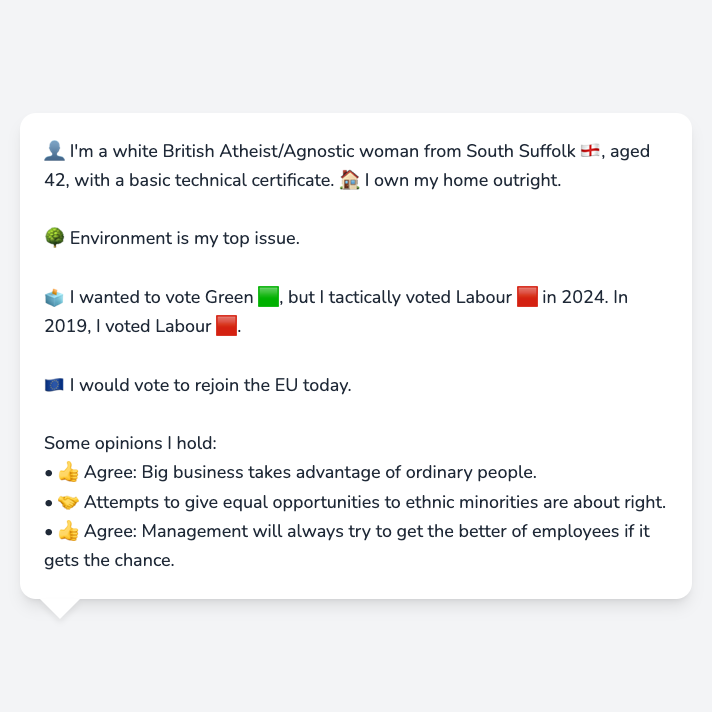 👤 I'm a white British Atheist/Agnostic woman from South Suffolk 🏴󠁧󠁢󠁥󠁮󠁧󠁿, aged
42, with a basic technical certificate. 🏠 I own my home outright.
🌳 Environment is my top issue.
🗳️ I wanted to vote Green 🟩, but I tactically voted Labour 🟥 in 2024. In
2019, I voted Labour 🟥.
🇪🇺 I would vote to rejoin the EU today.
Some opinions I hold:
• 👍 Agree: Big business takes advantage of ordinary people.
• 🤝 Attempts to give equal opportunities to ethnic minorities are about right.
• 👍 Agree: Management will always try to get the better of employees if it
gets the chance.